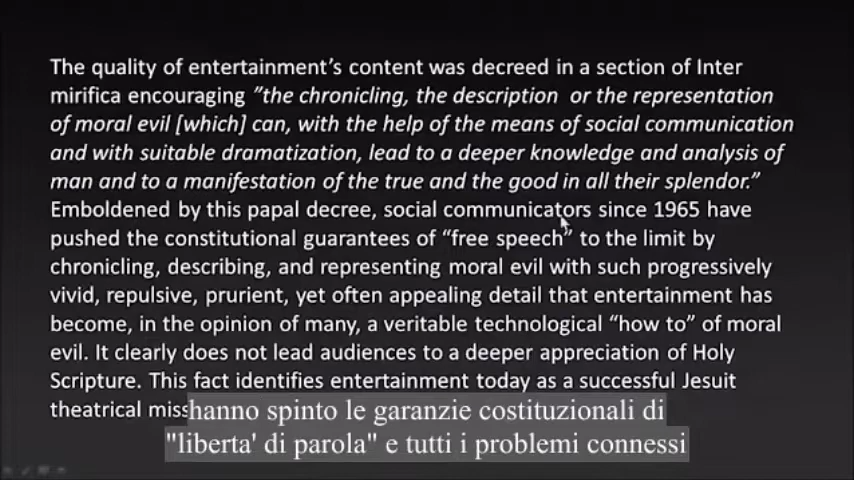 The quality of entertainment's content was decreed in a section of Inter
mirifica encouraging "the chronicling, the description or the representation
of moral evil [which] can, with the help of the means of social communication
and with suitable dramatization, lead to a deeper knowledge and analysis of
man and to a manifestation of the true and the good in all their splendor."
Emboldened by this papal decree, social communicators since 1965 have
pushed the constitutional guarantees of "free speech" to the limit by
chronicling, describing, and representing moral evil with such progressively
vivid, repulsive, prurient, yet often appealing detail that entertainment has
become, in the opinion of many, a veritable technological "how to" of moral
evil. It clearly does not lead audiences to a deeper appreciation of Holy
Scripture. This fact identifies entertainment today as a successful Jesuit
theatrical
hanno spinto le garanzie costituzionali di
"liberta' di parola" e tutti i problemi connessi